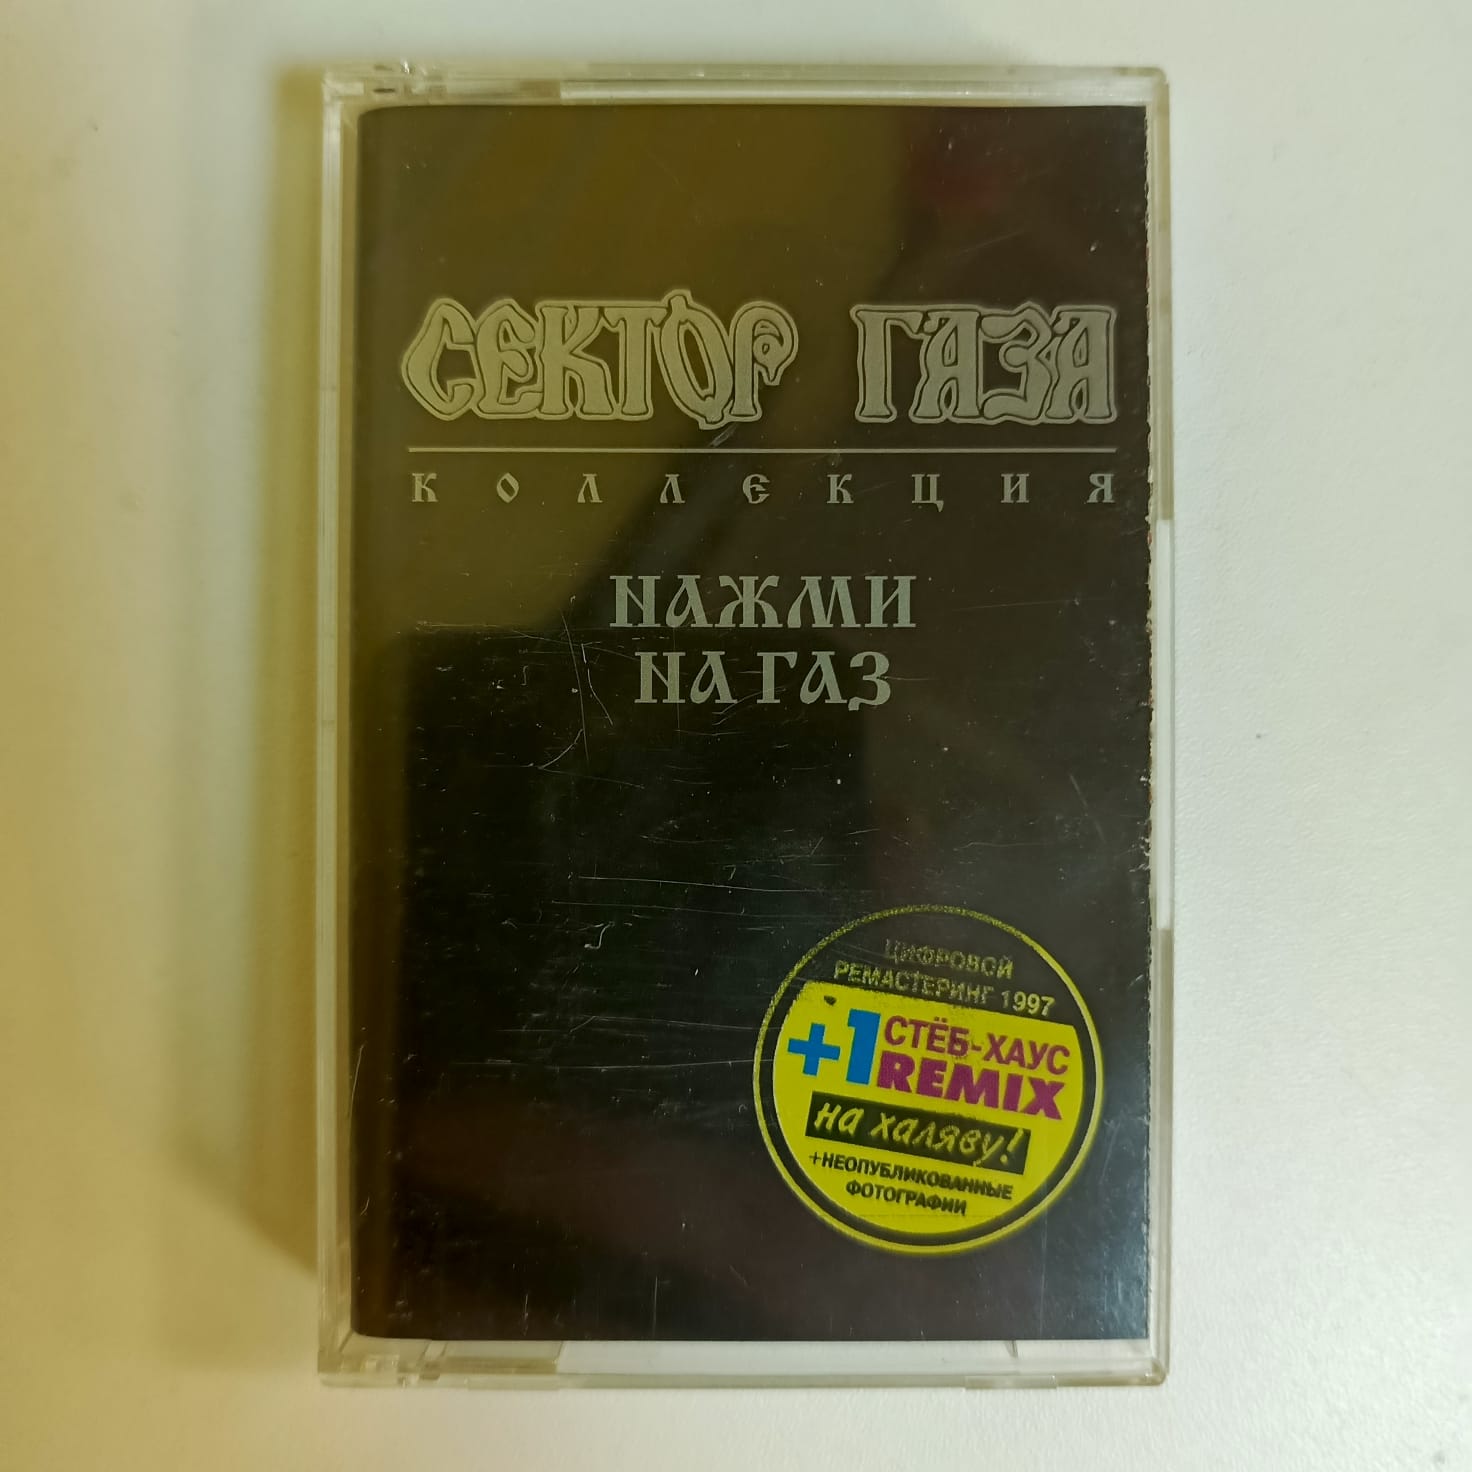 СЕКТОР ГАЗА
КОЛЛЕКЦИЯ
НАЖМИ
НА ГАЗ
ЦИФРОВОЙ
РЕМАСТЕРИНГ 1997
+1 СТЁБ-ХАУС
REMIX
на халяву!
+НЕОПУБЛИКОВАННЫЕ
ФОТОГРАФИИ